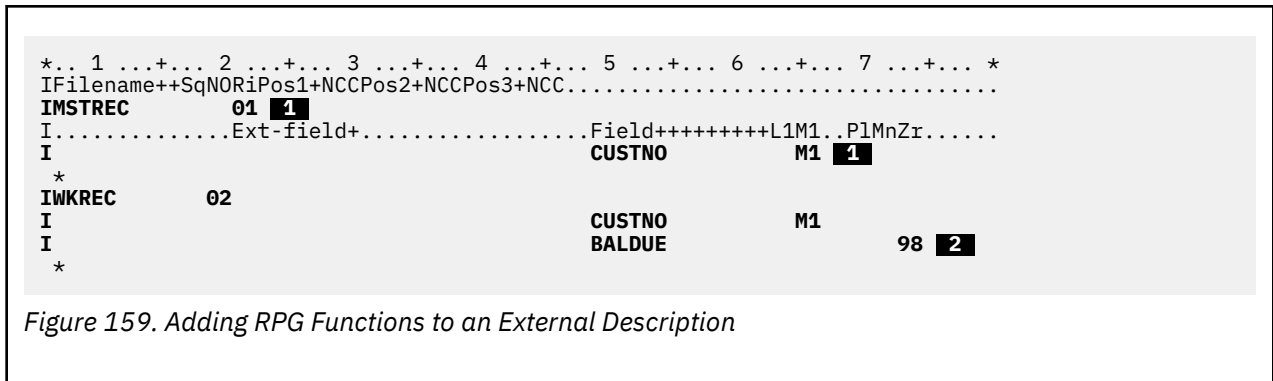 *.. 1 ...+... 2 ...+... 3 ...+... 4 ...+... 5 ...+... 6 ...+... 7 ...+... *
IFilename++SqNORiPos1+NCCPos2+NCCPos3+NCC..................................
IMSTREC       01 1
I..............Ext-field+..................Field+++++++++L1M1..PlMnZr......
I                                          CUSTNO         M1 1
 *
IWKREC      02
I                                          CUSTNO         M1
I                                          BALDUE                 98 2
 *
Figure 159. Adding RPG Functions to an External Description